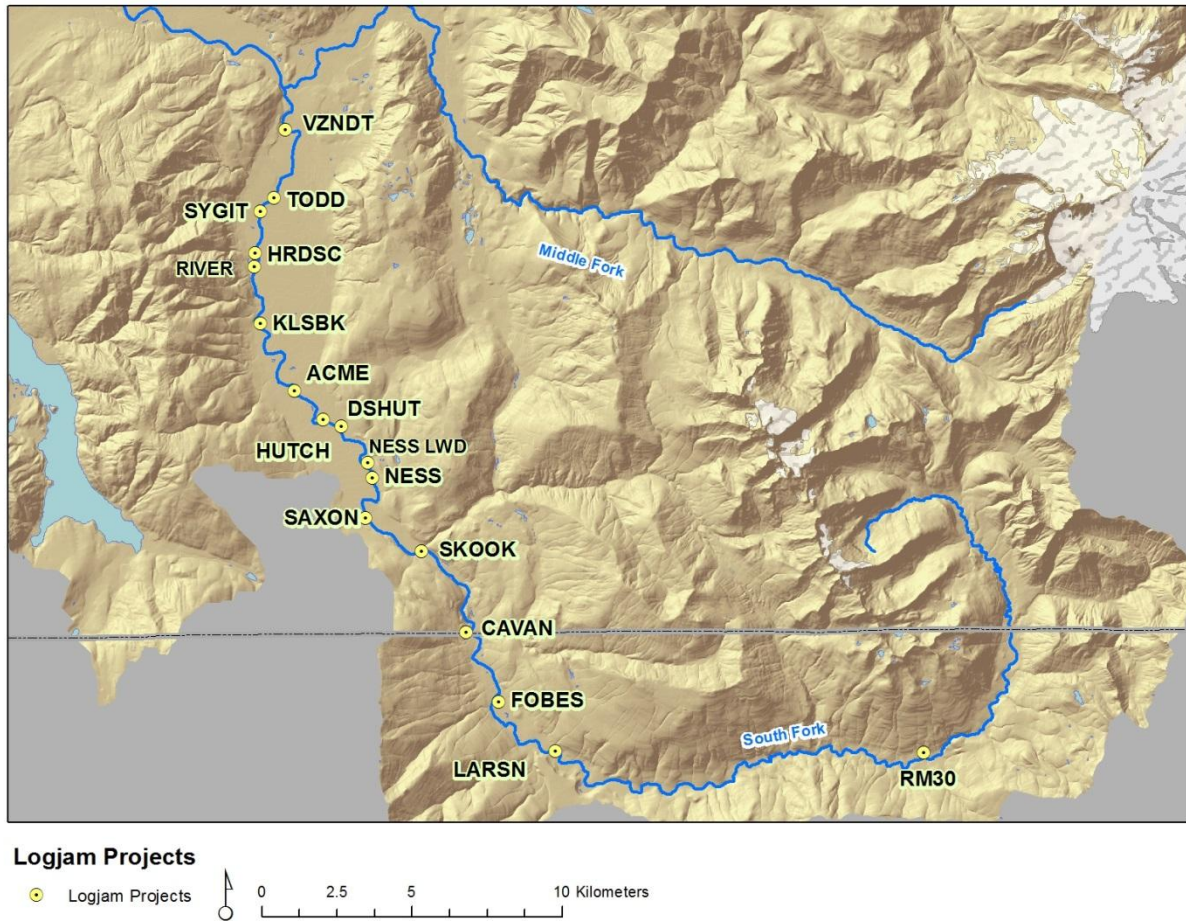 VZNDT
TODD
SYGIT
HRDSC
RIVER
Middle Fork
KLSBK
ACME
DSHUT
HUTCH
NESS LWD
NESS
SAXON
SKOOK
CAVAN
FOBES
South Fork
LARSN
RM30
Logjam Projects
Logjam Projects
0 2.5 5 10 Kilometers